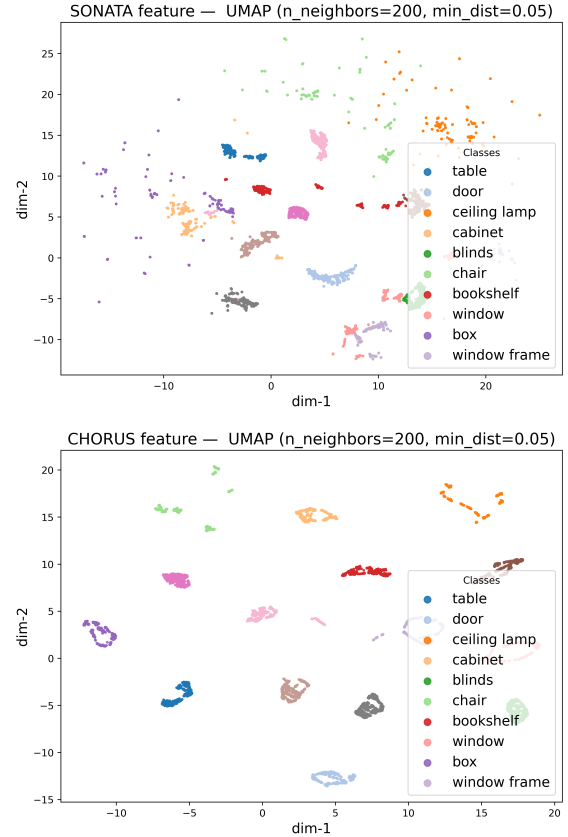 SONATA feature — UMAP (n_neighbors=200, min_dist=0.05)
25
20
15
10
5
0
−5
−10
dim-2
Classes
table
door
ceiling lamp
cabinet
blinds
chair
bookshelf
window
box
window frame
−10
0
10
20
dim-1
CHORUS feature — UMAP (n_neighbors=200, min_dist=0.05)
20
15
10
5
0
−5
−10
−15
dim-2
Classes
table
door
ceiling lamp
cabinet
blinds
chair
bookshelf
window
box
window frame
−10
−5
0
5
10
15
20
dim-1